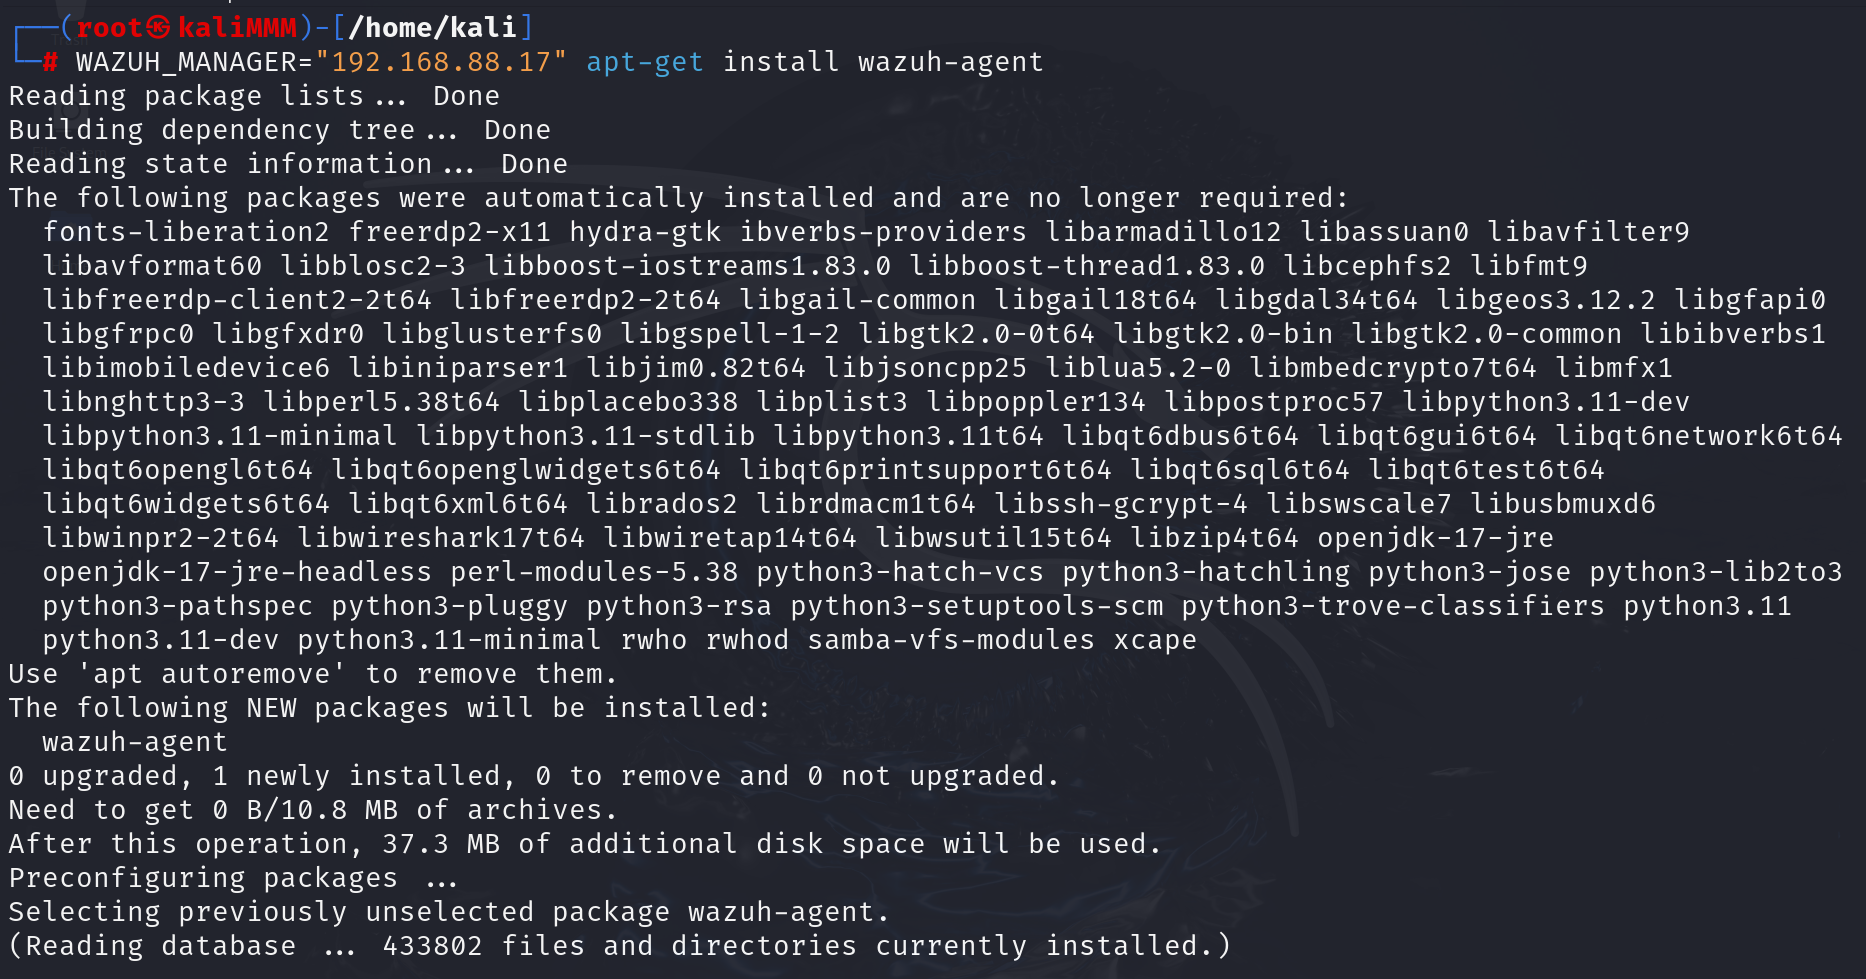 ┌──(root㉿kaliMMM)-[/home/kali]
└─# WAZUH_MANAGER="192.168.88.17" apt-get install wazuh-agent
Reading package lists... Done
Building dependency tree... Done
Reading state information... Done
The following packages were automatically installed and are no longer required:
  fonts-liberation2 freerdp2-x11 hydra-gtk ibverbs-providers libarmadillo12 libassuan0 libavfilter9
  libavformat60 libblosc2-3 libboost-iostreams1.83.0 libboost-thread1.83.0 libcephfs2 libfmt9
  libfreerdp-client2-2t64 libfreerdp2-2t64 libgail-common libgail18t64 libgdal34t64 libgeos3.12.2 libgfapi0
  libgfrpc0 libgfxdr0 libglusterfs0 libgspell-1-2 libgtk2.0-0t64 libgtk2.0-bin libgtk2.0-common libibverbs1
  libimobiledevice6 libiniparser1 libjim0.82t64 libjsoncpp25 liblua5.2-0 libmbedcrypto7t64 libmfx1
  libnghttp3-3 libperl5.38t64 libplacebo338 libplist3 libpoppler134 libpostproc57 libpython3.11-dev
  libpython3.11-minimal libpython3.11-stdlib libpython3.11t64 libqt6dbus6t64 libqt6gui6t64 libqt6network6t64
  libqt6opengl6t64 libqt6openglwidgets6t64 libqt6printsupport6t64 libqt6sql6t64 libqt6test6t64
  libqt6widgets6t64 libqt6xml6t64 librados2 librdmacm1t64 libssh-gcrypt-4 libswscale7 libusbmuxd6
  libwinpr2-2t64 libwireshark17t64 libwiretap14t64 libwsutil15t64 libzip4t64 openjdk-17-jre
  openjdk-17-jre-headless perl-modules-5.38 python3-hatch-vcs python3-hatchling python3-jose python3-lib2to3
  python3-pathspec python3-pluggy python3-rsa python3-setuptools-scm python3-trove-classifiers python3.11
  python3.11-dev python3.11-minimal rwho rwhod samba-vfs-modules xcape
Use 'apt autoremove' to remove them.
The following NEW packages will be installed:
  wazuh-agent
0 upgraded, 1 newly installed, 0 to remove and 0 not upgraded.
Need to get 0 B/10.8 MB of archives.
After this operation, 37.3 MB of additional disk space will be used.
Preconfiguring packages ...
Selecting previously unselected package wazuh-agent.
(Reading database ... 433802 files and directories currently installed.)